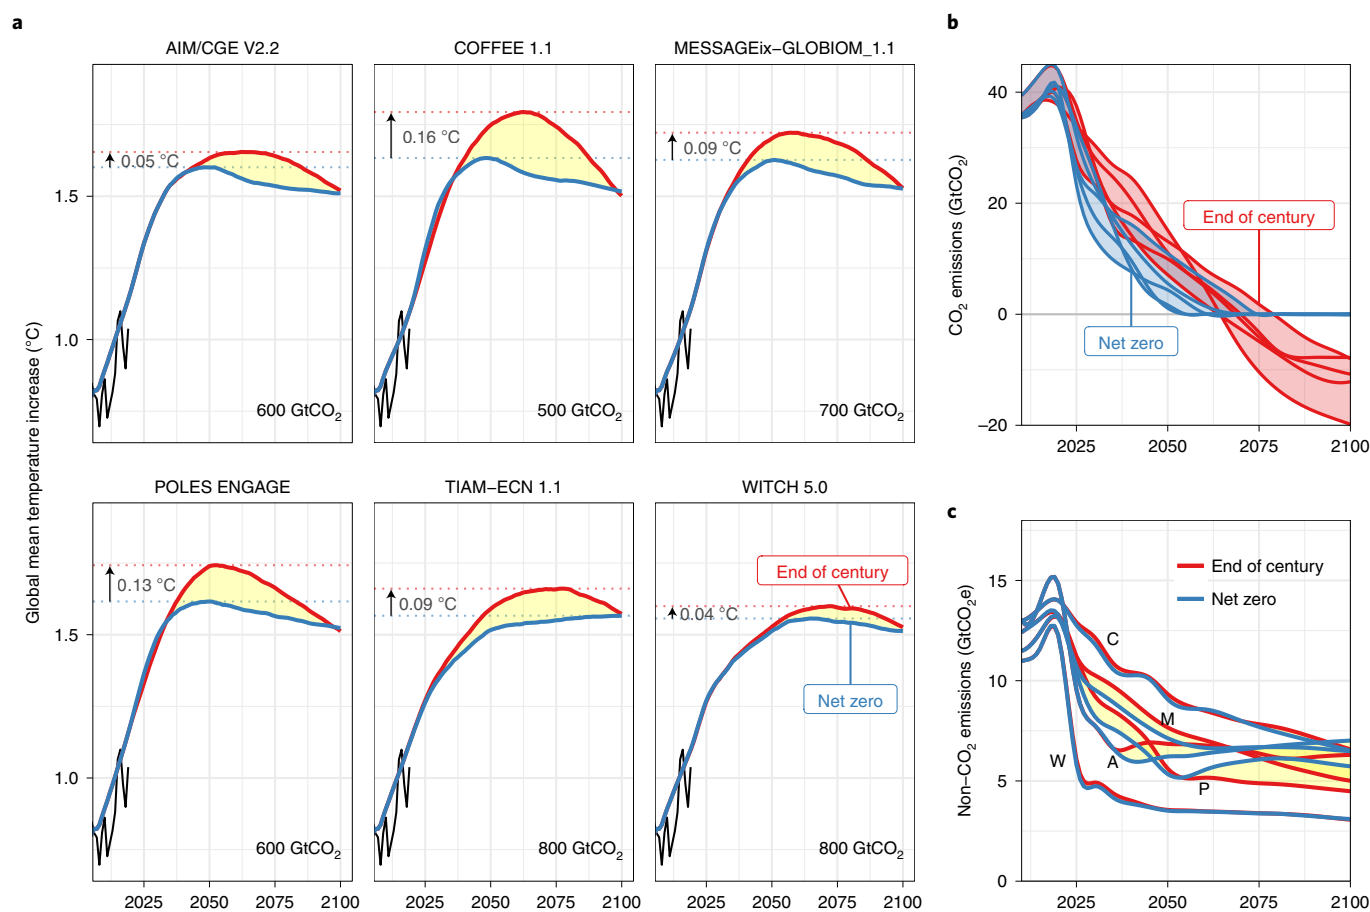 a
AIM/CGE V2.2
COFFEE 1.1
MESSAGEix−GLOBIOM_1.1
Global mean temperature increase (°C)
1.5
1.0
0.05 °C
600 GtCO2
0.16 °C
500 GtCO2
0.09 °C
700 GtCO2
POLES ENGAGE
TIAM−ECN 1.1
WITCH 5.0
1.5
1.0
0.13 °C
600 GtCO2
0.09 °C
800 GtCO2
0.04 °C
End of century
Net zero
800 GtCO2
2025 2050 2075 2100
2025 2050 2075 2100
2025 2050 2075 2100
b
CO2 emissions (GtCO2)
40
20
0
−20
End of century
Net zero
2025 2050 2075 2100
c
Non−CO2 emissions (GtCO2e)
15
10
5
0
End of century
Net zero
C
M
W
A
P
2025 2050 2075 2100